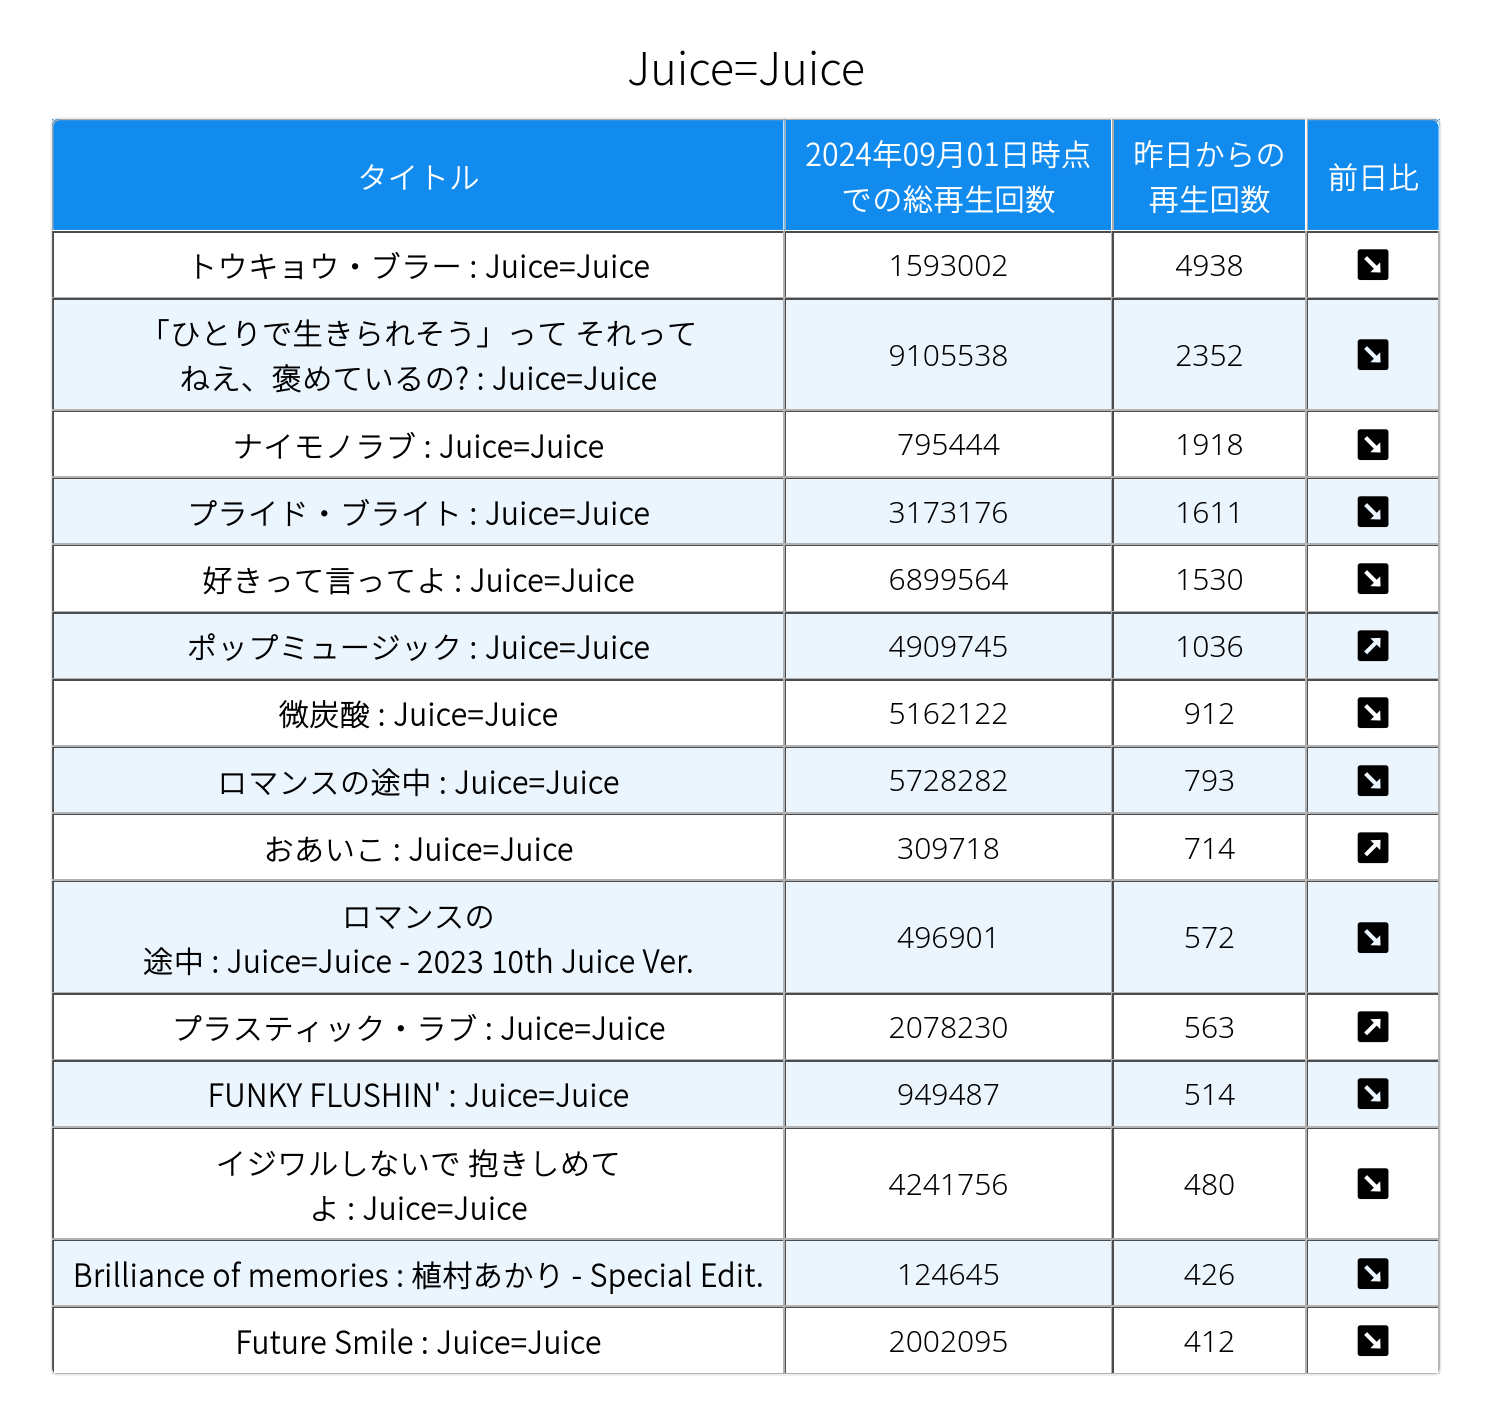 Juice=Juice
タイトル
2024年09月01日時点
での総再生回数
昨日からの
再生回数
前日比
トウキョウ・ブラー : Juice=Juice
1593002
4938
「ひとりで生きられそう」って それって
ねえ、褒めているの? : Juice=Juice
9105538
2352
ナイモノラブ : Juice=Juice
795444
1918
プライド・ブライト : Juice=Juice
3173176
1611
好きって言ってよ : Juice=Juice
6899564
1530
ポップミュージック : Juice=Juice
4909745
1036
微炭酸 : Juice=Juice
5162122
912
ロマンスの途中 : Juice=Juice
5728282
793
おあいこ : Juice=Juice
309718
714
ロマンスの
途中 : Juice=Juice - 2023 10th Juice Ver.
496901
572
プラスティック・ラブ : Juice=Juice
2078230
563
FUNKY FLUSHIN' : Juice=Juice
949487
514
イジワルしないで 抱きしめて
よ : Juice=Juice
4241756
480
Brilliance of memories : 植村あかり - Special Edit.
124645
426
Future Smile : Juice=Juice
2002095
412